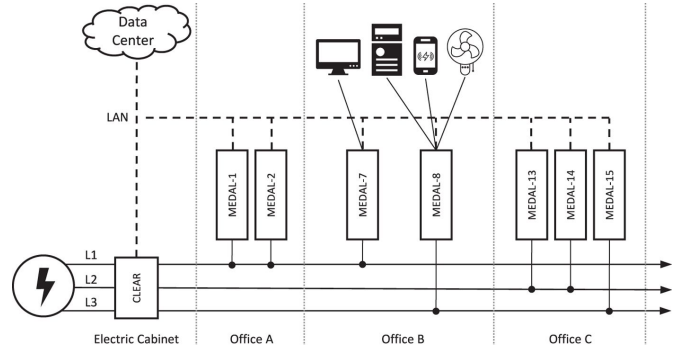 Data
Center
LAN
MEDAL-1
MEDAL-2
MEDAL-7
MEDAL-8
MEDAL-13
MEDAL-14
MEDAL-15
L1
L2
L3
CLEAR
Electric Cabinet
Office A
Office B
Office C